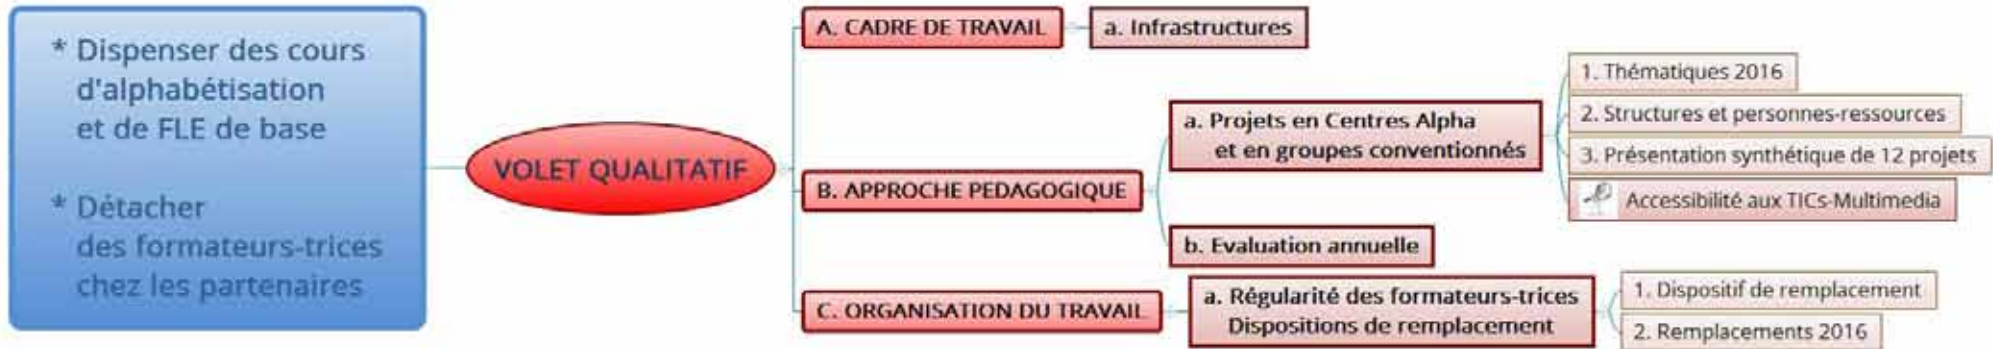 * Dispenser des cours
d'alphabétisation
et de FLE de base
* Détacher
des formateurs-trices
chez les partenaires
VOLET QUALITATIF
A. CADRE DE TRAVAIL
a. Infrastructures
B. APPROCHE PEDAGOGIQUE
a. Projets en Centres Alpha
et en groupes conventionnés
1. Thématiques 2016
2. Structures et personnes-ressources
3. Présentation synthétique de 12 projets
Accessibilité aux TICs-Multimedia
b. Evaluation annuelle
C. ORGANISATION DU TRAVAIL
a. Régularité des formateurs-trices
Dispositions de remplacement
1. Dispositif de remplacement
2. Remplacements 2016